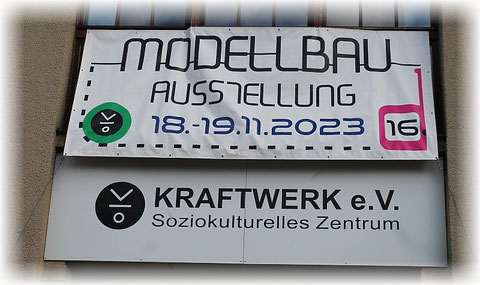 MODELLBAU
AUSSTELLUNG
18.-19.11.2023
16
KRAFTWERK e.V.
Soziokulturelles Zentrum